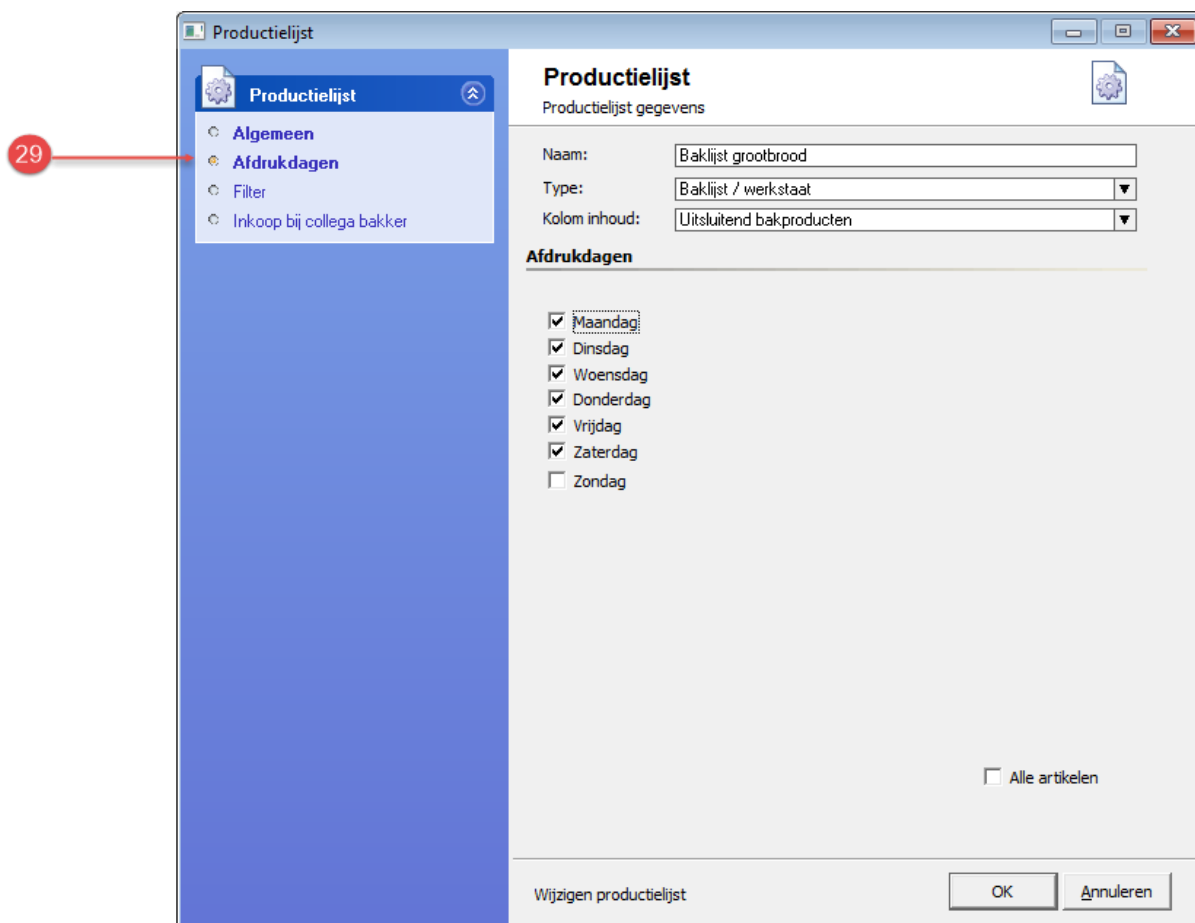 Productielijst
Productielijst
Algemeen
Afdrukdagen
Filter
Inkoop bij collega bakker
29
Productielijst
Productielijst gegevens
Naam: Baklijst grootbrood
Type: Baklijst / werkstaat
Kolom inhoud: Uitsluitend bakproducten
Afdrukdagen
Maandag
Dinsdag
Woensdag
Donderdag
Vrijdag
Zaterdag
Zondag
Alle artikelen
Wijzigen productielijst OK Annuleren